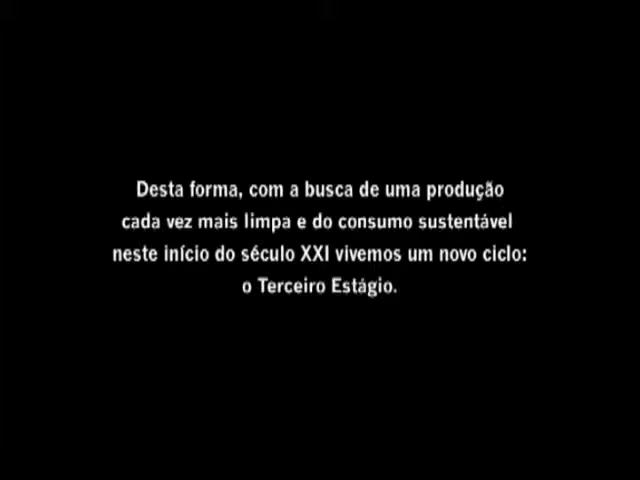 Desta forma, com a busca de uma produção
cada vez mais limpa e do consumo sustentável
neste início do século XXI vivemos um novo ciclo:
o Terceiro Estágio.